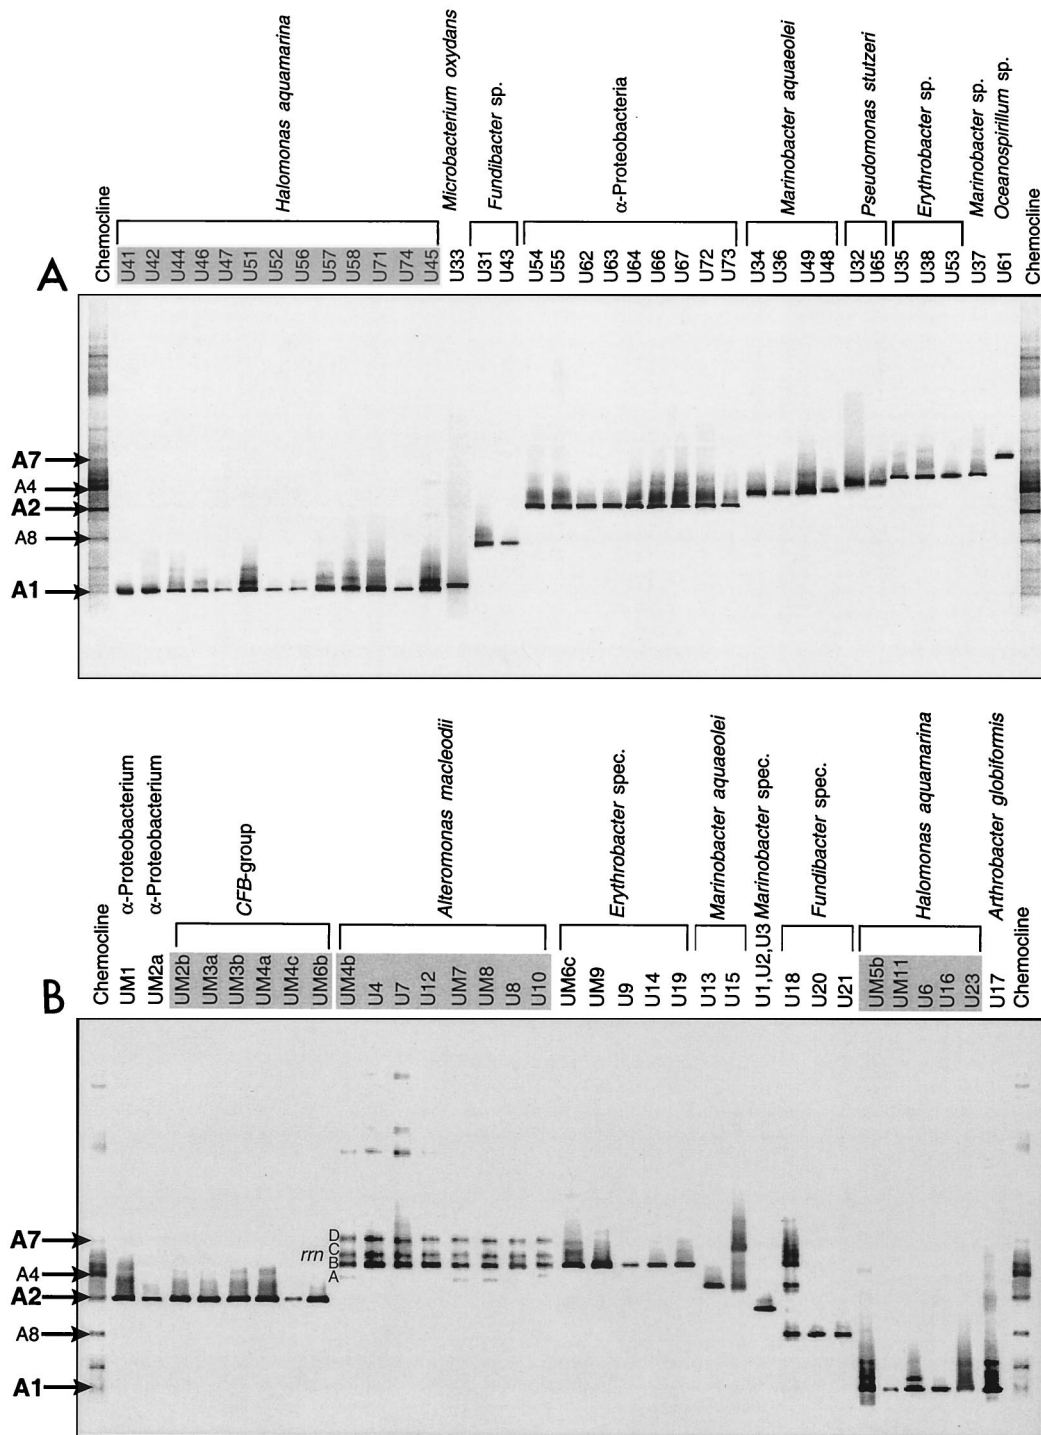 Halomonas aquamarina
Microbacterium oxydans
Fundibacter sp.
α-Proteobacteria
Marinobacter aquaeolei
Pseudomonas stutzeri
Erythrobacter sp.
Marinobacter sp.
Oceanospirillum sp.
A
Chemocline U41 U42 U44 U46 U47 U51 U52 U56 U57 U58 U71 U74 U45 U33 U31 U43 U54 U55 U62 U63 U64 U66 U67 U72 U73 U34 U36 U49 U48 U32 U65 U35 U38 U53 U37 U61 Chemocline
A7
A4
A2
A8
A1
α-Proteobacterium
α-Proteobacterium
CFB-group
Alteromonas macleodii
Erythrobacter spec.
Marinobacter aquaeolei
Marinobacter spec.
Fundibacter spec.
Halomonas aquamarina
Arthrobacter globiformis
B
Chemocline UM1 UM2a UM2b UM3a UM3b UM4a UM4c UM6b UM4b U4 U7 U12 UM7 UM8 U8 U10 UM6c UM9 U9 U14 U19 U13 U15 U1,U2,U3 U18 U20 U21 UM5b UM11 U6 U16 U23 U17 Chemocline
A7
A4
A2
A8
A1
rrn
D
C
B
A